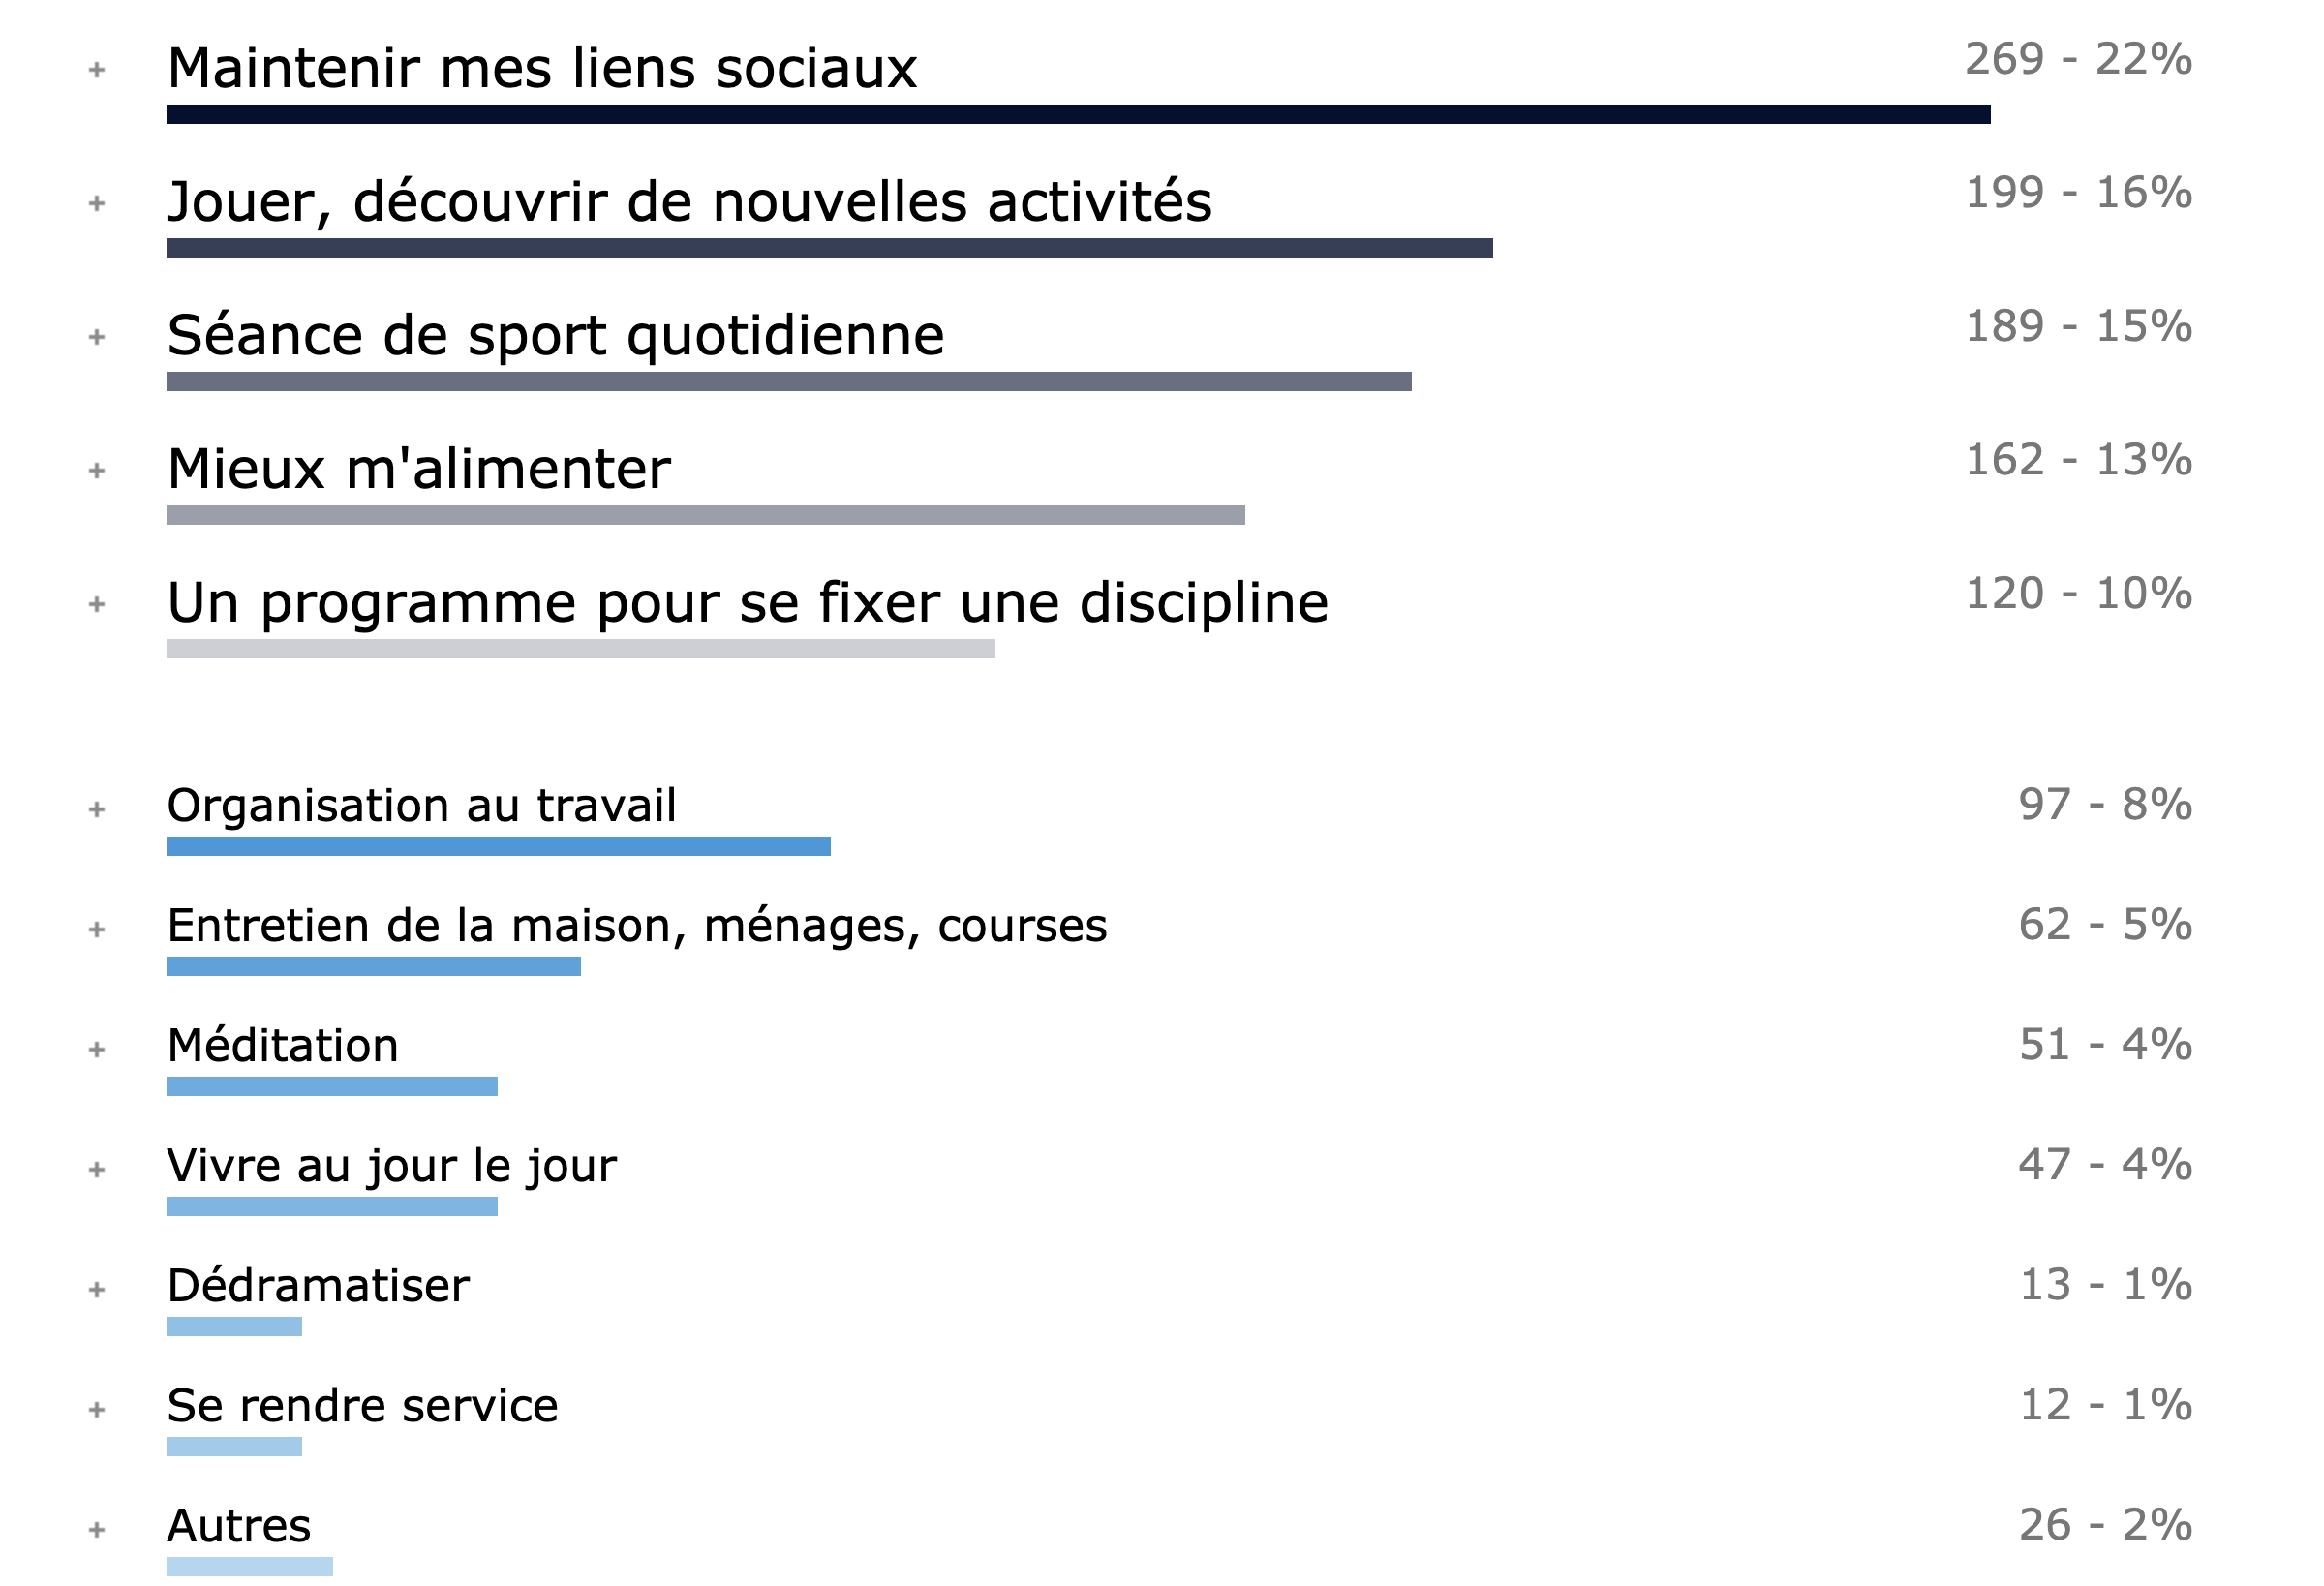 + Maintenir mes liens sociaux 269 - 22%
+ Jouer, découvrir de nouvelles activités 199 - 16%
+ Séance de sport quotidienne 189 - 15%
+ Mieux m'alimenter 162 - 13%
+ Un programme pour se fixer une discipline 120 - 10%
+ Organisation au travail 97 - 8%
+ Entretien de la maison, ménages, courses 62 - 5%
+ Méditation 51 - 4%
+ Vivre au jour le jour 47 - 4%
+ Dédramatiser 13 - 1%
+ Se rendre service 12 - 1%
+ Autres 26 - 2%